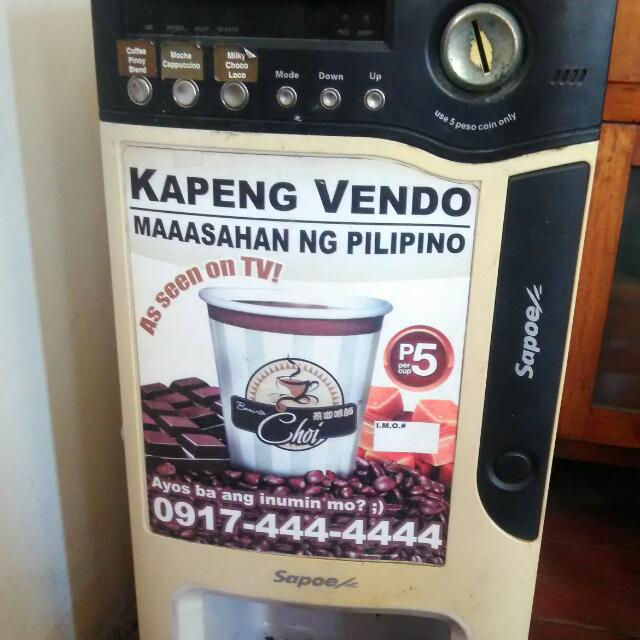 Coffee
Pinoy
Blend
Mocha
Cappuccino
Milky
Choco
Loco
Mode
Down
Up
use 5 peso coin only
KAPENG VENDO
MAAASAHAN NG PILIPINO
As seen on TV!
P5
per
cup
Barista
Choi
I.M.O.#
Sapoe
Ayos ba ang inumin mo? ;)
0917-444-4444
Sapoe